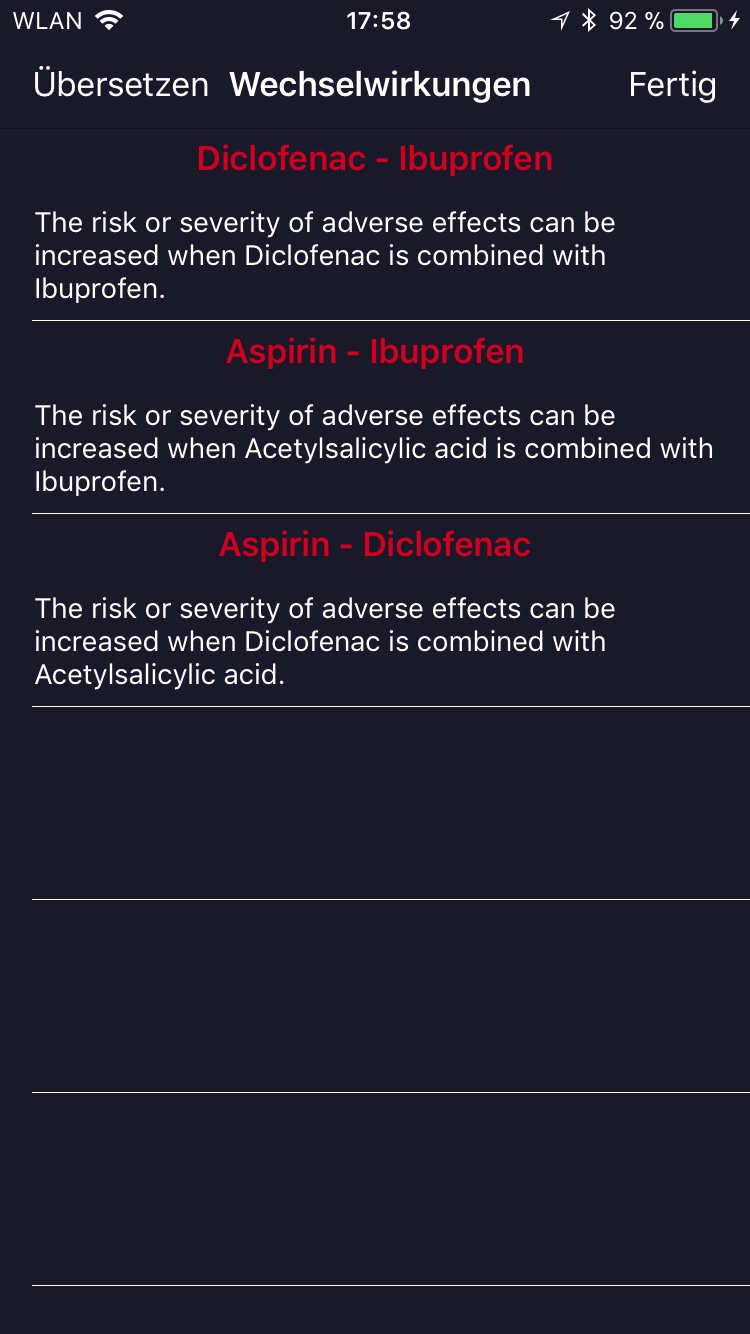 WLAN 17:58 92 %
Übersetzen Wechselwirkungen Fertig
Diclofenac - Ibuprofen
The risk or severity of adverse effects can be
increased when Diclofenac is combined with
Ibuprofen.
Aspirin - Ibuprofen
The risk or severity of adverse effects can be
increased when Acetylsalicylic acid is combined with
Ibuprofen.
Aspirin - Diclofenac
The risk or severity of adverse effects can be
increased when Diclofenac is combined with
Acetylsalicylic acid.